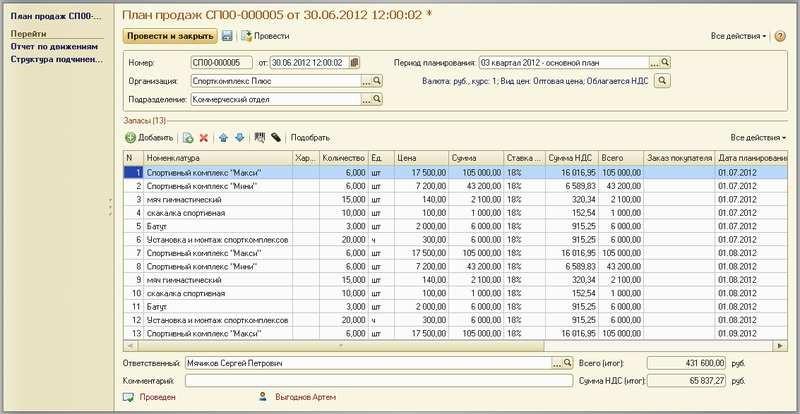 План продаж СП00-...
Перейти
Отчет по движениям
Структура подчинен...
План продаж СП00-000005 от 30.06.2012 12:00:02 *
Провести и закрыть Провести Все действия
Номер: СП00-000005 от: 30.06.2012 12:00:02 Период планирования: 03 квартал 2012 - основной план
Организация: Спорткомплекс Плюс Валюта: руб., курс: 1; Вид цен: Оптовая цена; Облагается НДС
Подразделение: Коммерческий отдел
Запасы (13)
Добавить Подобрать Все действия
N Номенклатура Хар... Количество Ед. Цена Сумма Ставка ... Сумма НДС Всего Заказ покупателя Дата планирования
1 Спортивный комплекс "Макси" 6,000 шт 17 500,00 105 000,00 18% 16 016,95 105 000,00 01.07.2012
2 Спортивный комплекс "Мини" 6,000 шт 7 200,00 43 200,00 18% 6 589,83 43 200,00 01.07.2012
3 мяч гимнастический 15,000 шт 140,00 2 100,00 18% 320,34 2 100,00 01.07.2012
4 скакалка спортивная 10,000 шт 100,00 1 000,00 18% 152,54 1 000,00 01.07.2012
5 Батут 3,000 шт 2 000,00 6 000,00 18% 915,25 6 000,00 01.07.2012
6 Установка и монтаж спорткомплексов 20,000 ч 300,00 6 000,00 18% 915,25 6 000,00 01.07.2012
7 Спортивный комплекс "Макси" 6,000 шт 17 500,00 105 000,00 18% 16 016,95 105 000,00 01.08.2012
8 Спортивный комплекс "Мини" 6,000 шт 7 200,00 43 200,00 18% 6 589,83 43 200,00 01.08.2012
9 мяч гимнастический 15,000 шт 140,00 2 100,00 18% 320,34 2 100,00 01.08.2012
10 скакалка спортивная 10,000 шт 100,00 1 000,00 18% 152,54 1 000,00 01.08.2012
11 Батут 3,000 шт 2 000,00 6 000,00 18% 915,25 6 000,00 01.08.2012
12 Установка и монтаж спорткомплексов 20,000 ч 300,00 6 000,00 18% 915,25 6 000,00 01.08.2012
13 Спортивный комплекс "Макси" 6,000 шт 17 500,00 105 000,00 18% 16 016,95 105 000,00 01.09.2012
Ответственный: Мячиков Сергей Петрович Всего (итог): 431 600,00 руб.
Комментарий: Сумма НДС (итог): 65 837,27 руб.
Проведен Выгоднов Артем